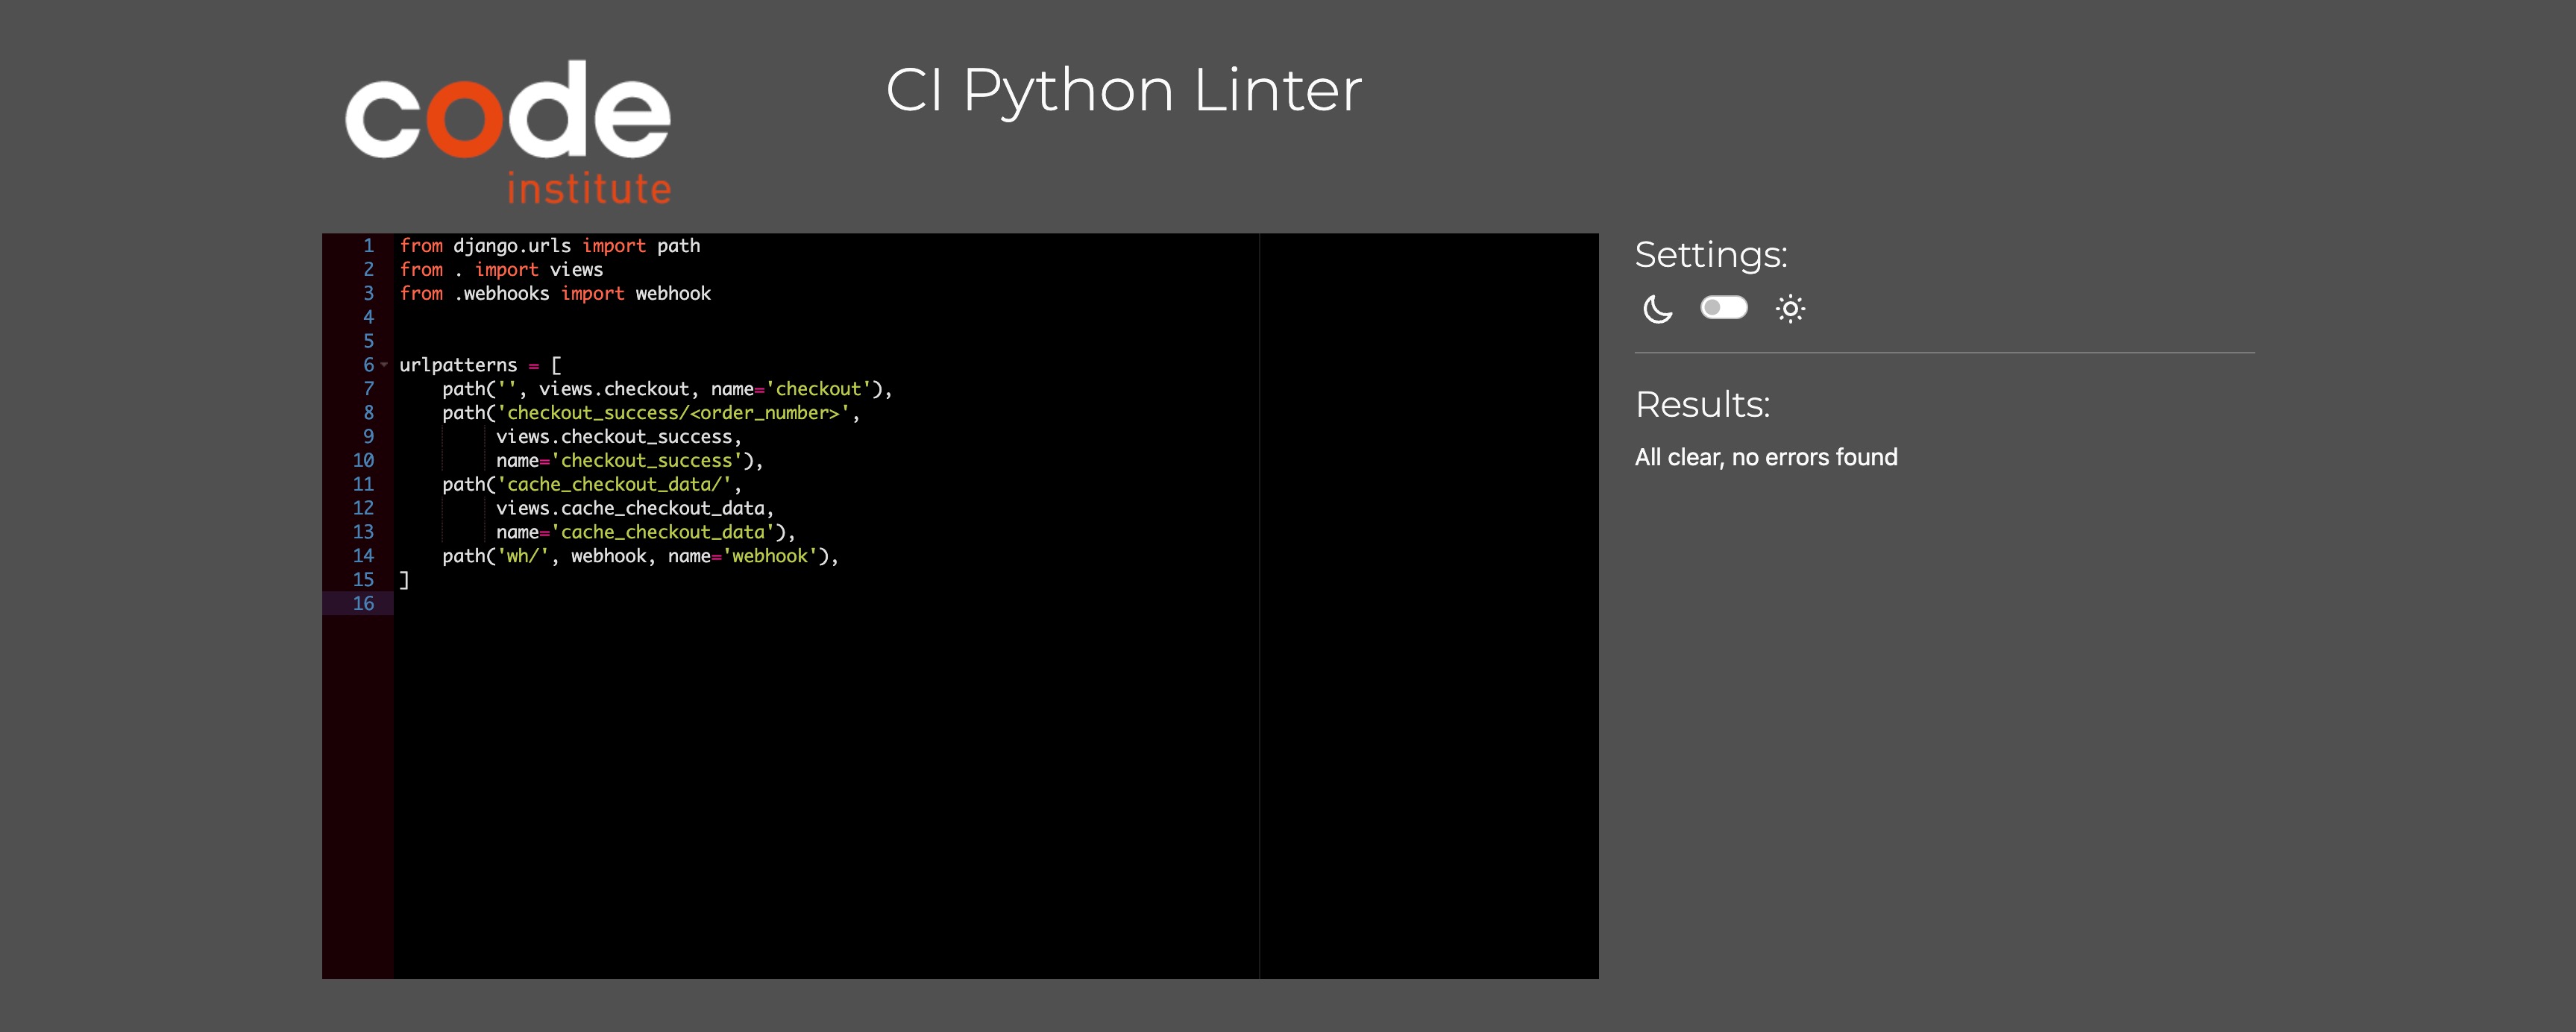 code
institute
CI Python Linter
1 from django.urls import path
2 from . import views
3 from .webhooks import webhook
4
5
6 urlpatterns = [
7     path('', views.checkout, name='checkout'),
8     path('checkout_success/<order_number>',
9          views.checkout_success,
10          name='checkout_success'),
11     path('cache_checkout_data/',
12          views.cache_checkout_data,
13          name='cache_checkout_data'),
14     path('wh/', webhook, name='webhook'),
15 ]
16
Settings:
Results:
All clear, no errors found